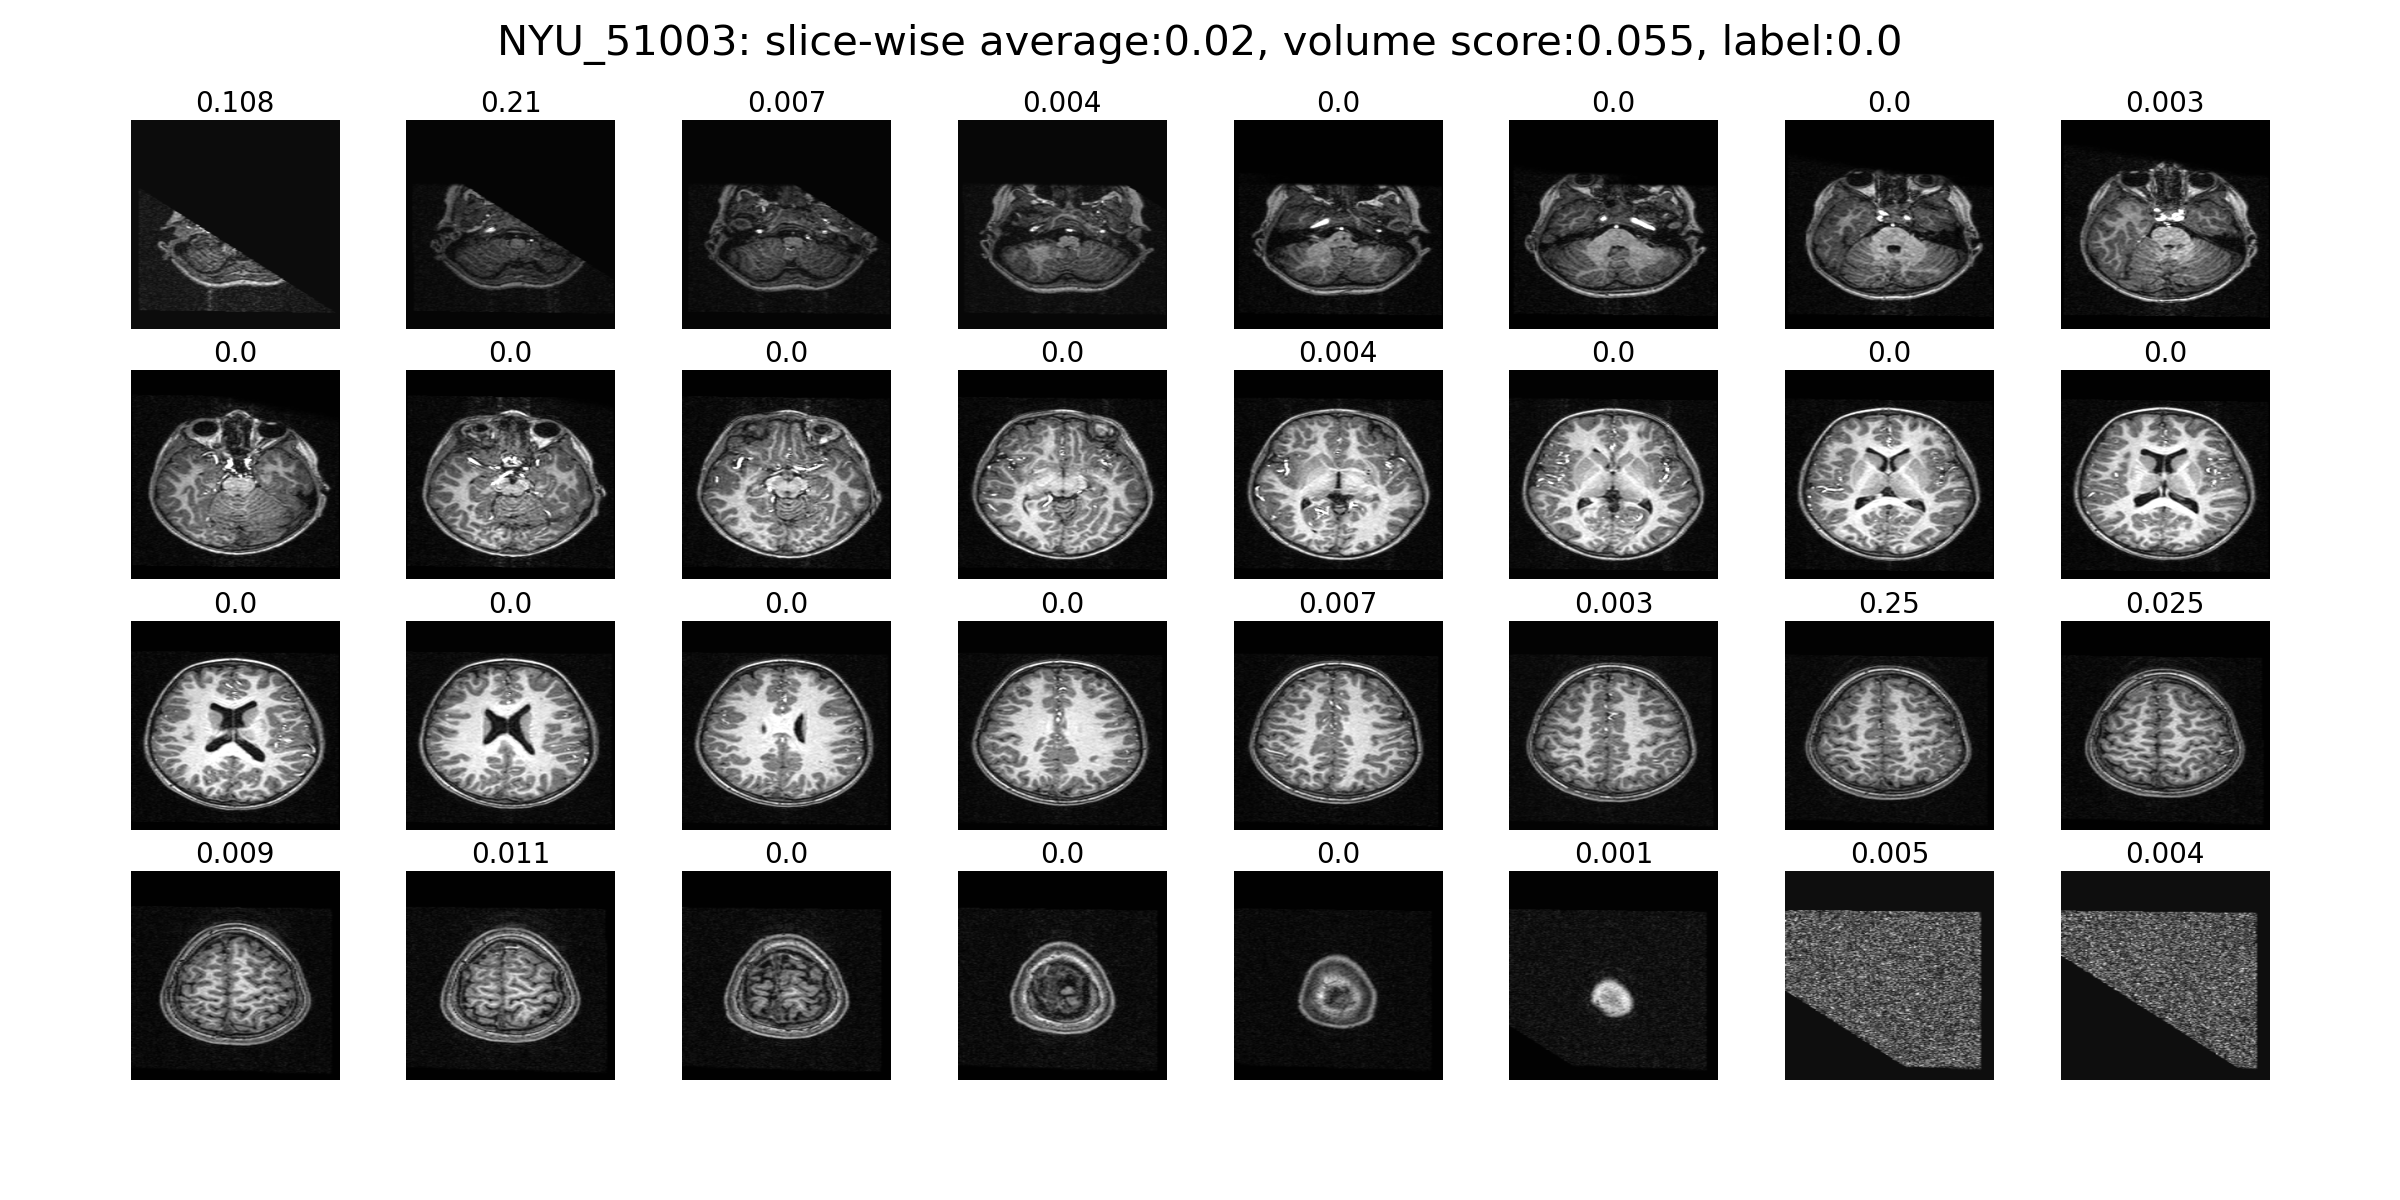 NYU_51003: slice-wise average:0.02, volume score:0.055, label:0.0
0.108 0.21 0.007 0.004 0.0 0.0 0.0 0.003
0.0 0.0 0.0 0.0 0.004 0.0 0.0 0.0
0.0 0.0 0.0 0.0 0.007 0.003 0.25 0.025
0.009 0.011 0.0 0.0 0.0 0.001 0.005 0.004